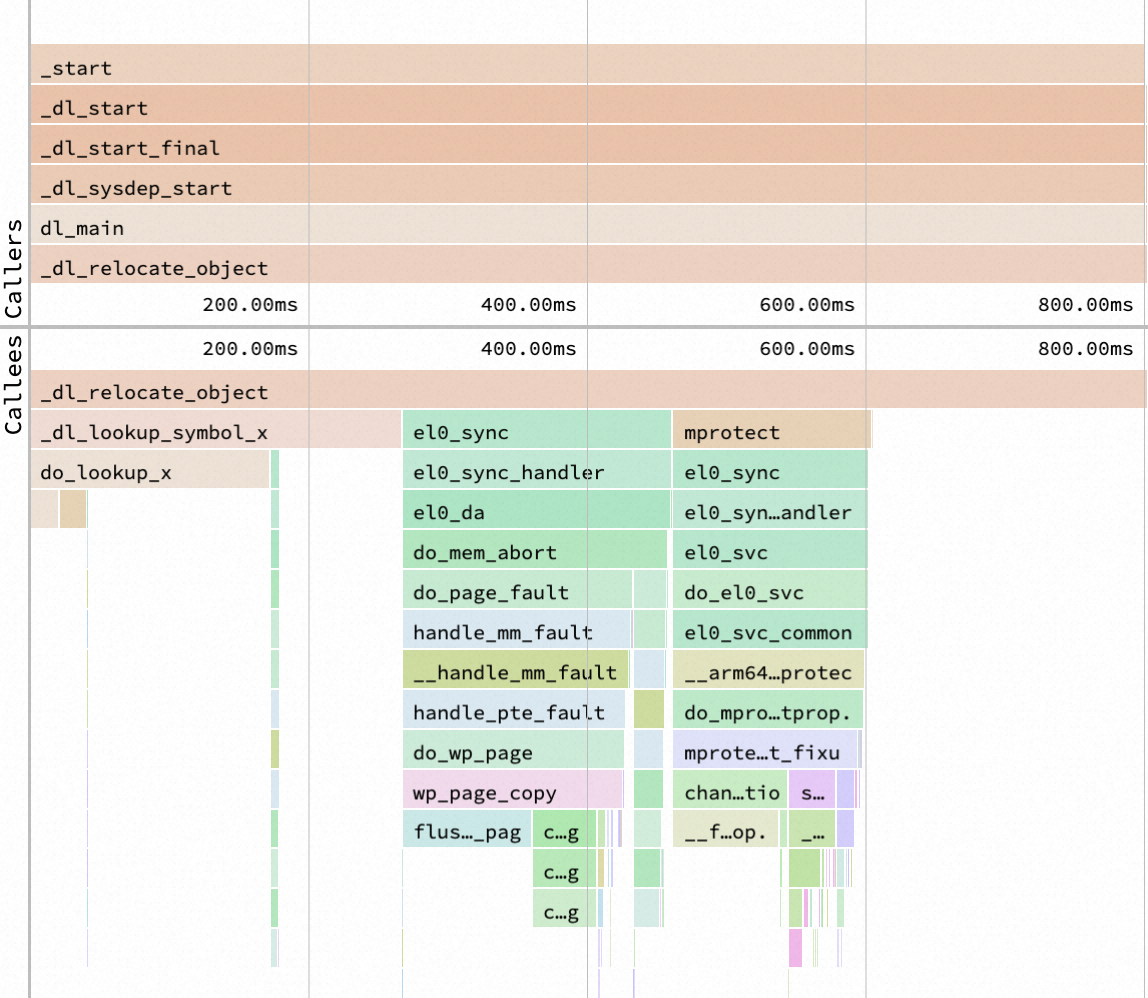 Callers
_start
_dl_start
_dl_start_final
_dl_sysdep_start
dl_main
_dl_relocate_object
200.00ms 400.00ms 600.00ms 800.00ms
Callees
200.00ms 400.00ms 600.00ms 800.00ms
_dl_relocate_object
_dl_lookup_symbol_x el0_sync mprotect
do_lookup_x el0_sync_handler el0_sync
el0_da el0_syn…andler
do_mem_abort el0_svc
do_page_fault do_el0_svc
handle_mm_fault el0_svc_common
__handle_mm_fault __arm64…protec
handle_pte_fault do_mpro…tprop.
do_wp_page mprote…t_fixu
wp_page_copy chan…tio s…
flus…_pag c…g __f…op. _…
c…g
c…g